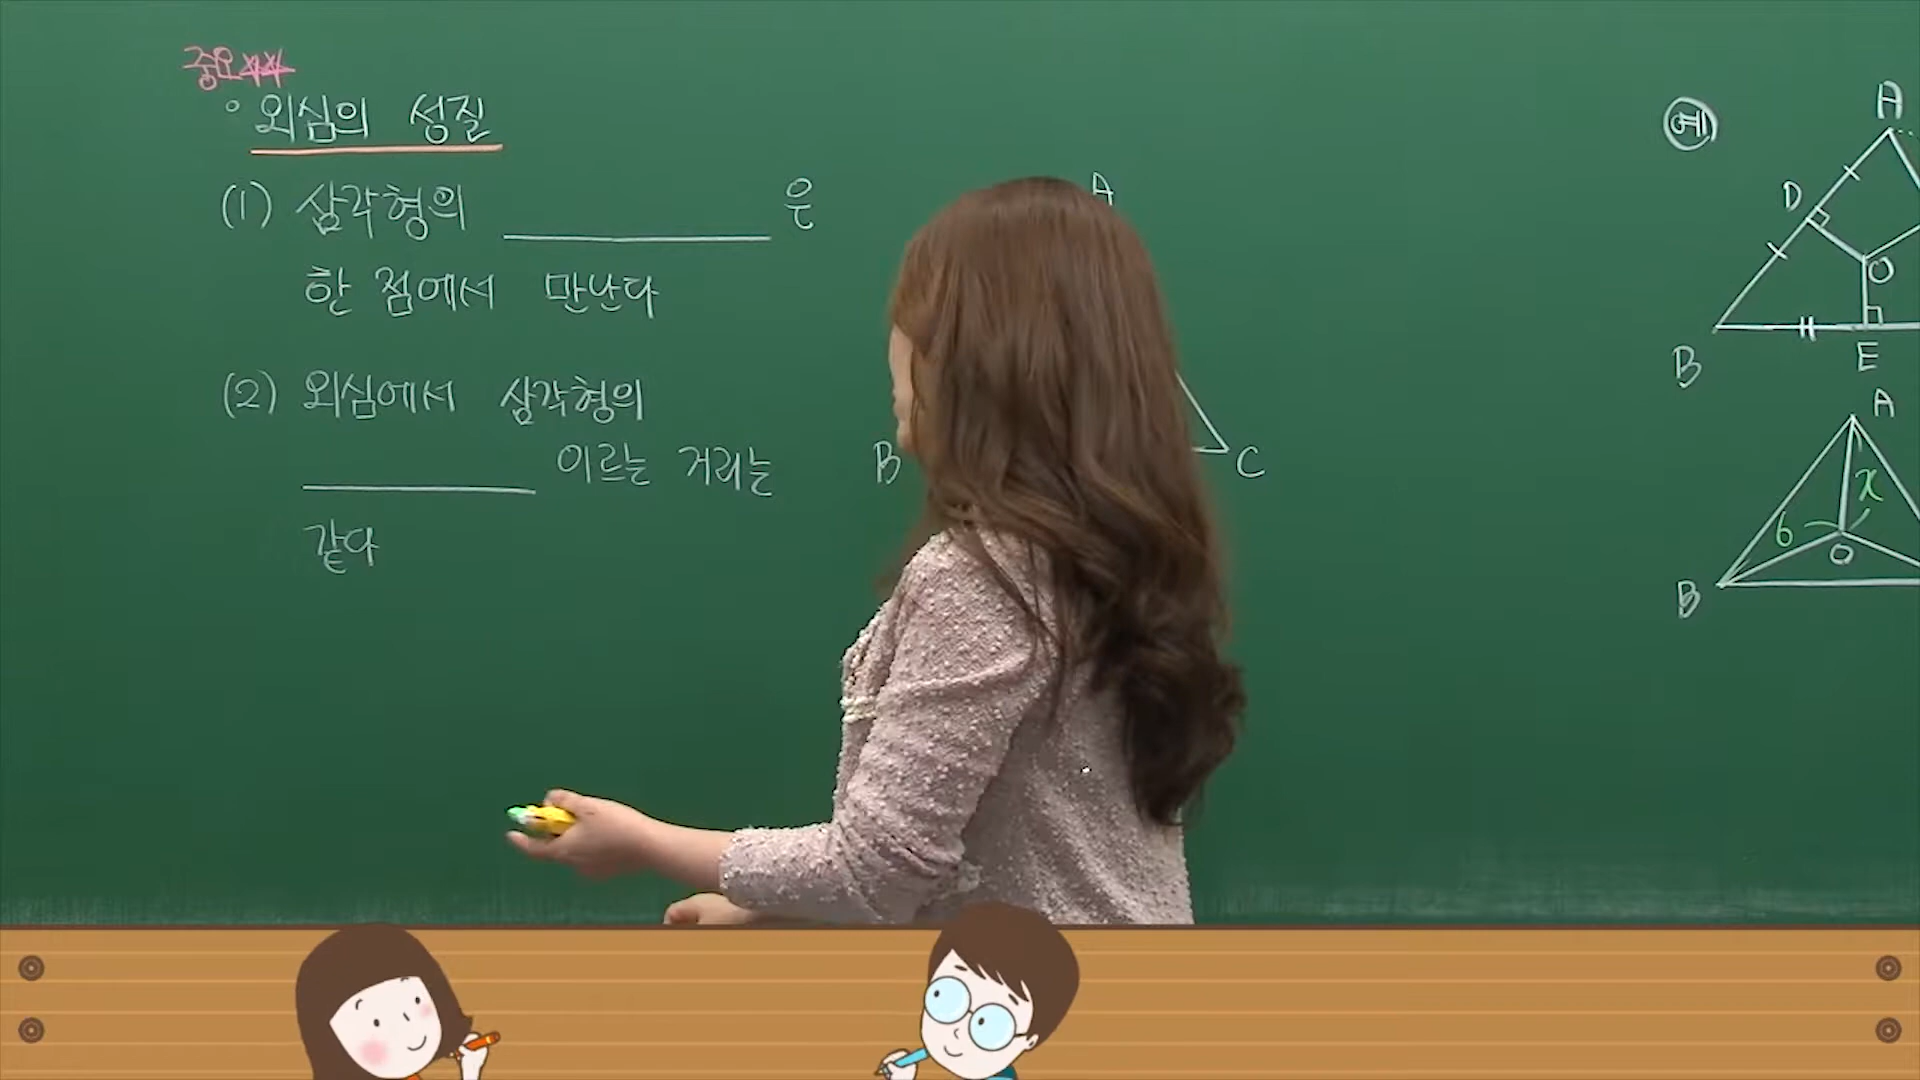 중요
외심의 성질
(1) 삼각형의 ________ 은
한 점에서 만난다
(2) 외심에서 삼각형의
________ 이르는 거리는
같다
A
B
C
예
A
D
O
B
E
A
x
6
O
B